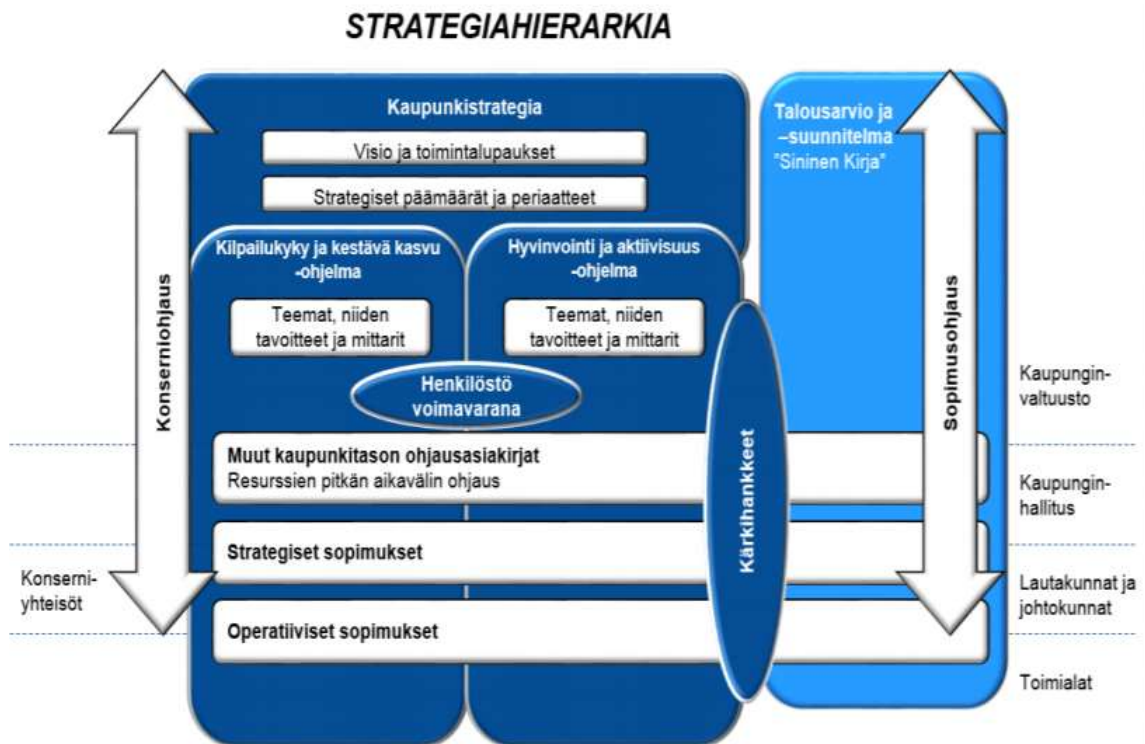 STRATEGIAHIERARKIA
Kaupunkistrategia
Visio ja toimintalupaukset
Strategiset päämäärät ja periaatteet
Kilpailukyky ja kestävä kasvu
-ohjelma
Teemat, niiden
tavoitteet ja mittarit
Hyvinvointi ja aktiivisuus
-ohjelma
Teemat, niiden
tavoitteet ja mittarit
Henkilöstö
voimavarana
Muut kaupunkitason ohjausasiakirjat
Resurssien pitkän aikavälin ohjaus
Strategiset sopimukset
Operatiiviset sopimukset
Konserniohjaus
Konserni-
yhteisöt
Kärkihankkeet
Talousarvio ja
–suunnitelma
"Sininen Kirja"
Sopimusohjaus
Kaupungin-
valtuusto
Kaupungin-
hallitus
Lautakunnat ja
johtokunnat
Toimialat